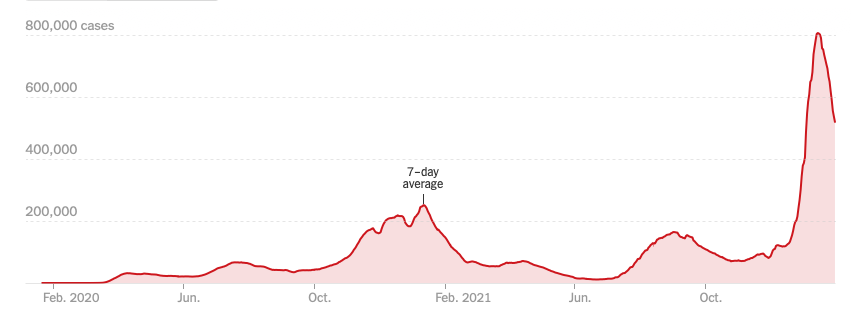 800,000 cases
600,000
400,000
7-day
average
200,000
Feb. 2020
Jun.
Oct.
Feb. 2021
Jun.
Oct.